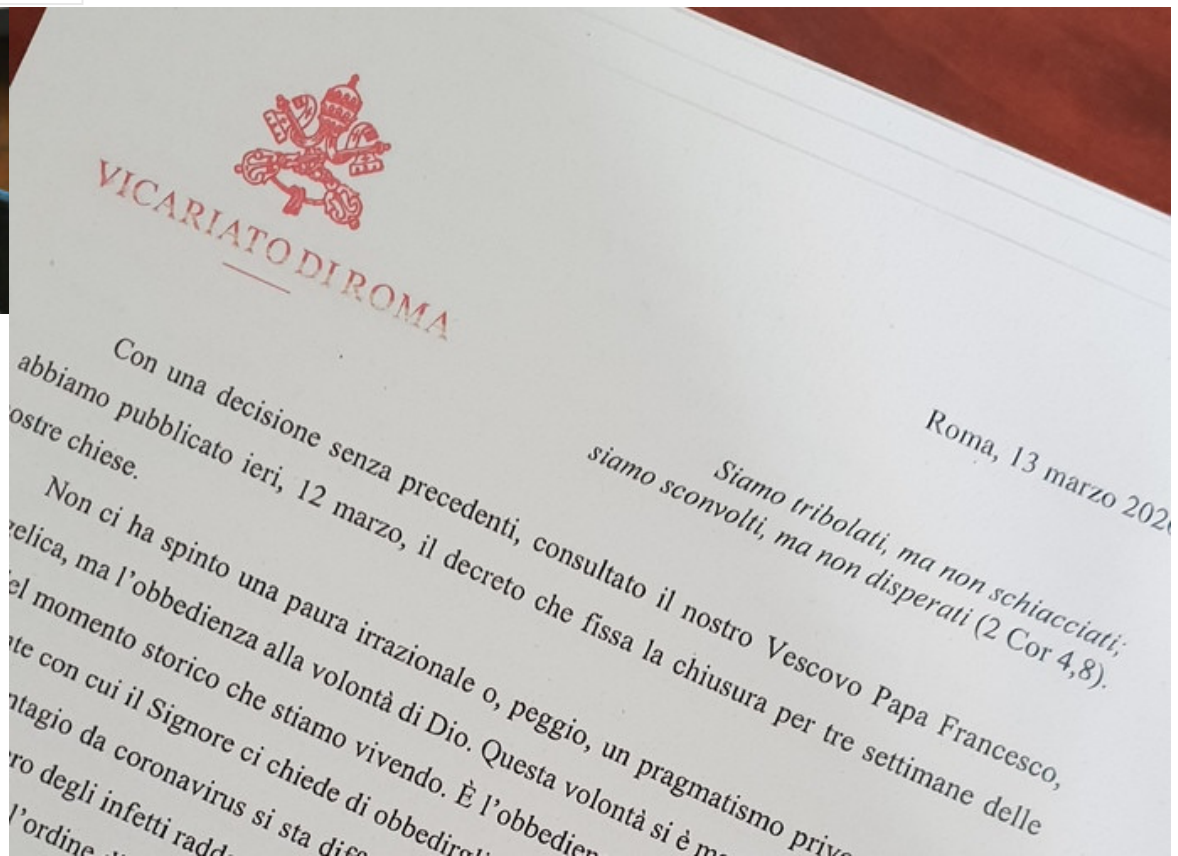 VICARIATO DI ROMA
Roma, 13 marzo 2020
Siamo tribolati, ma non schiacciati;
siamo sconvolti, ma non disperati (2 Cor 4,8).
Con una decisione senza precedenti, consultato il nostro Vescovo Papa Francesco,
abbiamo pubblicato ieri, 12 marzo, il decreto che fissa la chiusura per tre settimane delle
ostre chiese.
Non ci ha spinto una paura irrazionale o, peggio, un pragmatismo privo
elica, ma l'obbedienza alla volontà di Dio. Questa volontà si è
el momento storico che stiamo vivendo. È l'obbedien
te con cui il Signore ci chiede di
ntagio da coronavirus si sta
ro degli infetti
l'ordine